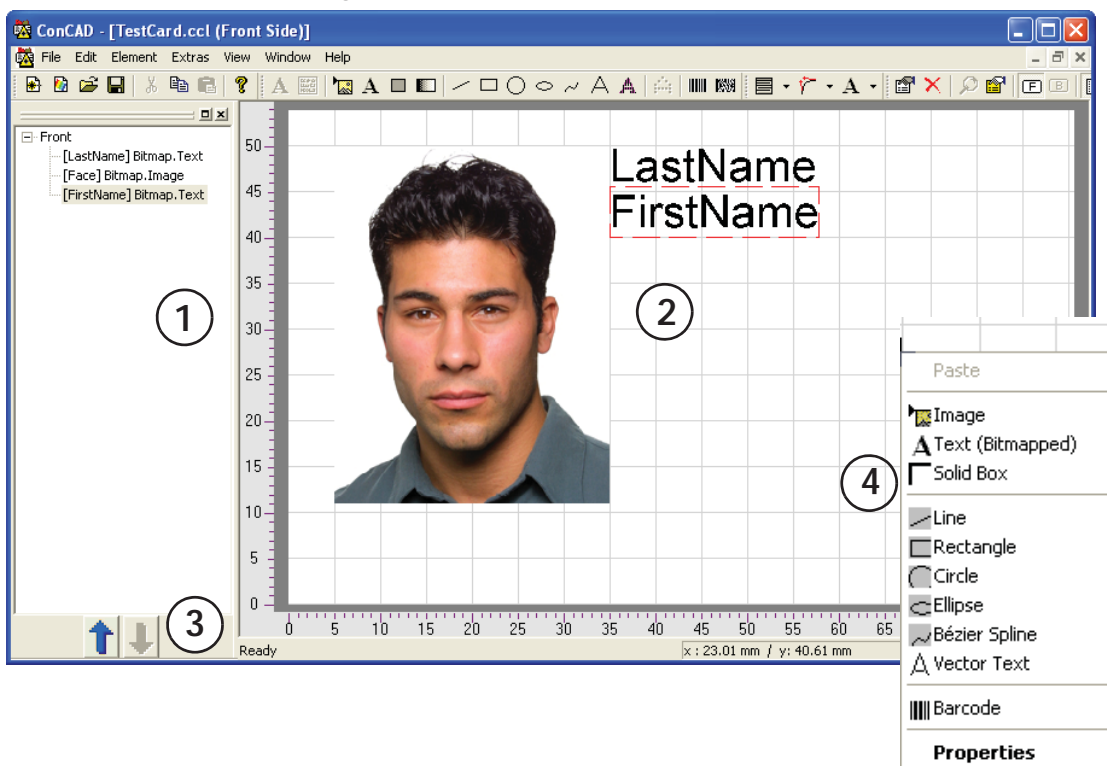 ConCAD - [TestCard.ccl (Front Side)]
File Edit Element Extras View Window Help
F B
Front
[LastName] Bitmap.Text
[Face] Bitmap.Image
[FirstName] Bitmap.Text
50
45
40
35
30
25
20
15
10
5
0
LastName
FirstName
1
2
3
4
0 5 10 15 20 25 30 35 40 45 50 55 60 65
Ready
x : 23.01 mm / y: 40.61 mm
Paste
Image
Text (Bitmapped)
Solid Box
Line
Rectangle
Circle
Ellipse
Bézier Spline
Vector Text
Barcode
Properties